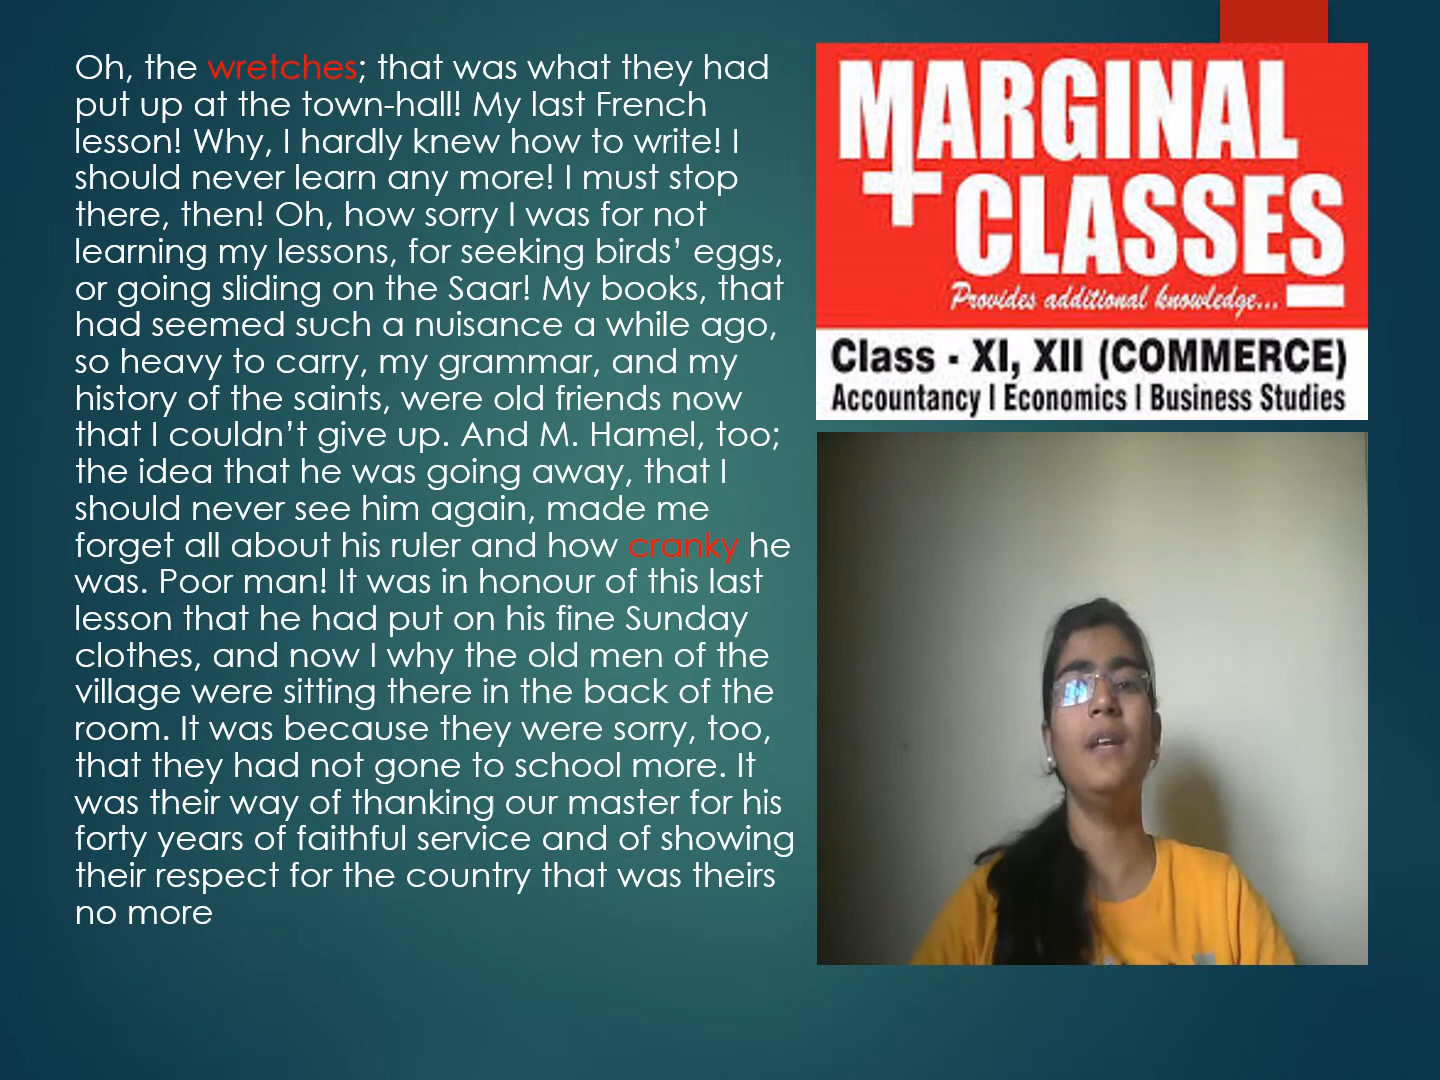 Oh, the wretches; that was what they had
put up at the town-hall! My last French
lesson! Why, I hardly knew how to write! I
should never learn any more! I must stop
there, then! Oh, how sorry I was for not
learning my lessons, for seeking birds’ eggs,
or going sliding on the Saar! My books, that
had seemed such a nuisance a while ago,
so heavy to carry, my grammar, and my
history of the saints, were old friends now
that I couldn’t give up. And M. Hamel, too;
the idea that he was going away, that I
should never see him again, made me
forget all about his ruler and how cranky he
was. Poor man! It was in honour of this last
lesson that he had put on his fine Sunday
clothes, and now I why the old men of the
village were sitting there in the back of the
room. It was because they were sorry, too,
that they had not gone to school more. It
was their way of thanking our master for his
forty years of faithful service and of showing
their respect for the country that was theirs
no more
MARGINAL
CLASSES
Provides additional knowledge...
Class - XI, XII (COMMERCE)
Accountancy I Economics I Business Studies